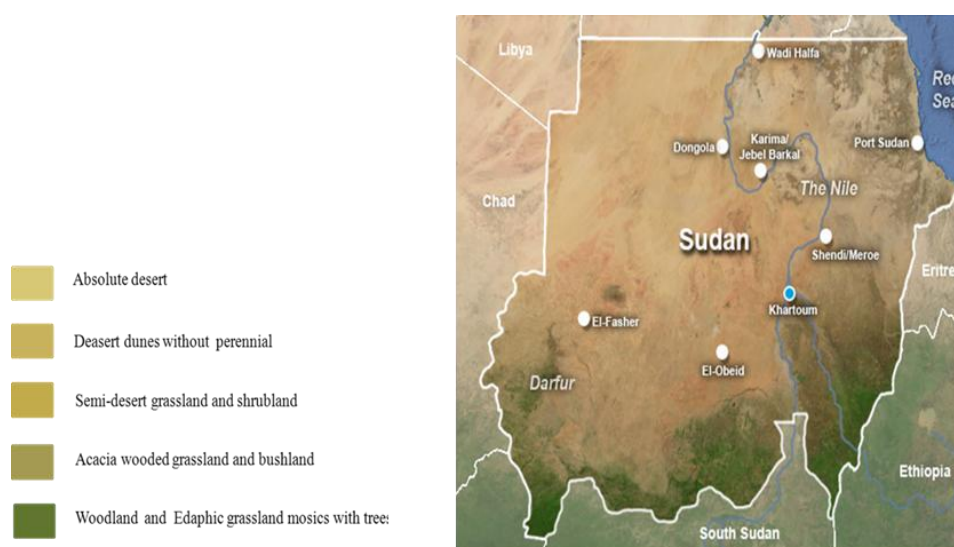 Absolute desert
Deasert dunes without perennial
Semi-desert grassland and shrubland
Acacia wooded grassland and bushland
Woodland and Edaphic grassland mosics with trees
Libya
Wadi Halfa
Red
Sea
Dongola
Karima/
Jebel Barkal
Port Sudan
Chad
The Nile
Sudan
Shendi/Meroe
Eritre
Khartoum
El-Fasher
El-Obeid
Darfur
Ethiopia
South Sudan